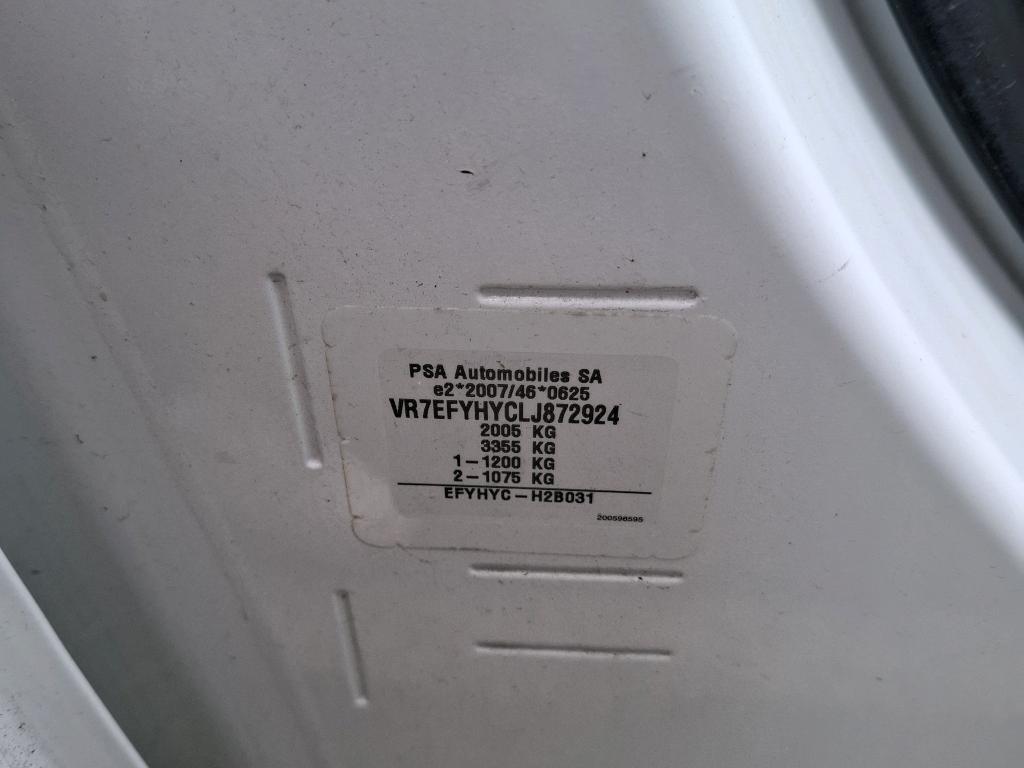 PSA Automobiles SA
e2*2007/46*0625
VR7EFYHYCLJ872924
2005 KG
3355 KG
1-1200 KG
2-1075 KG
EFYHYC-H2B031
200598595